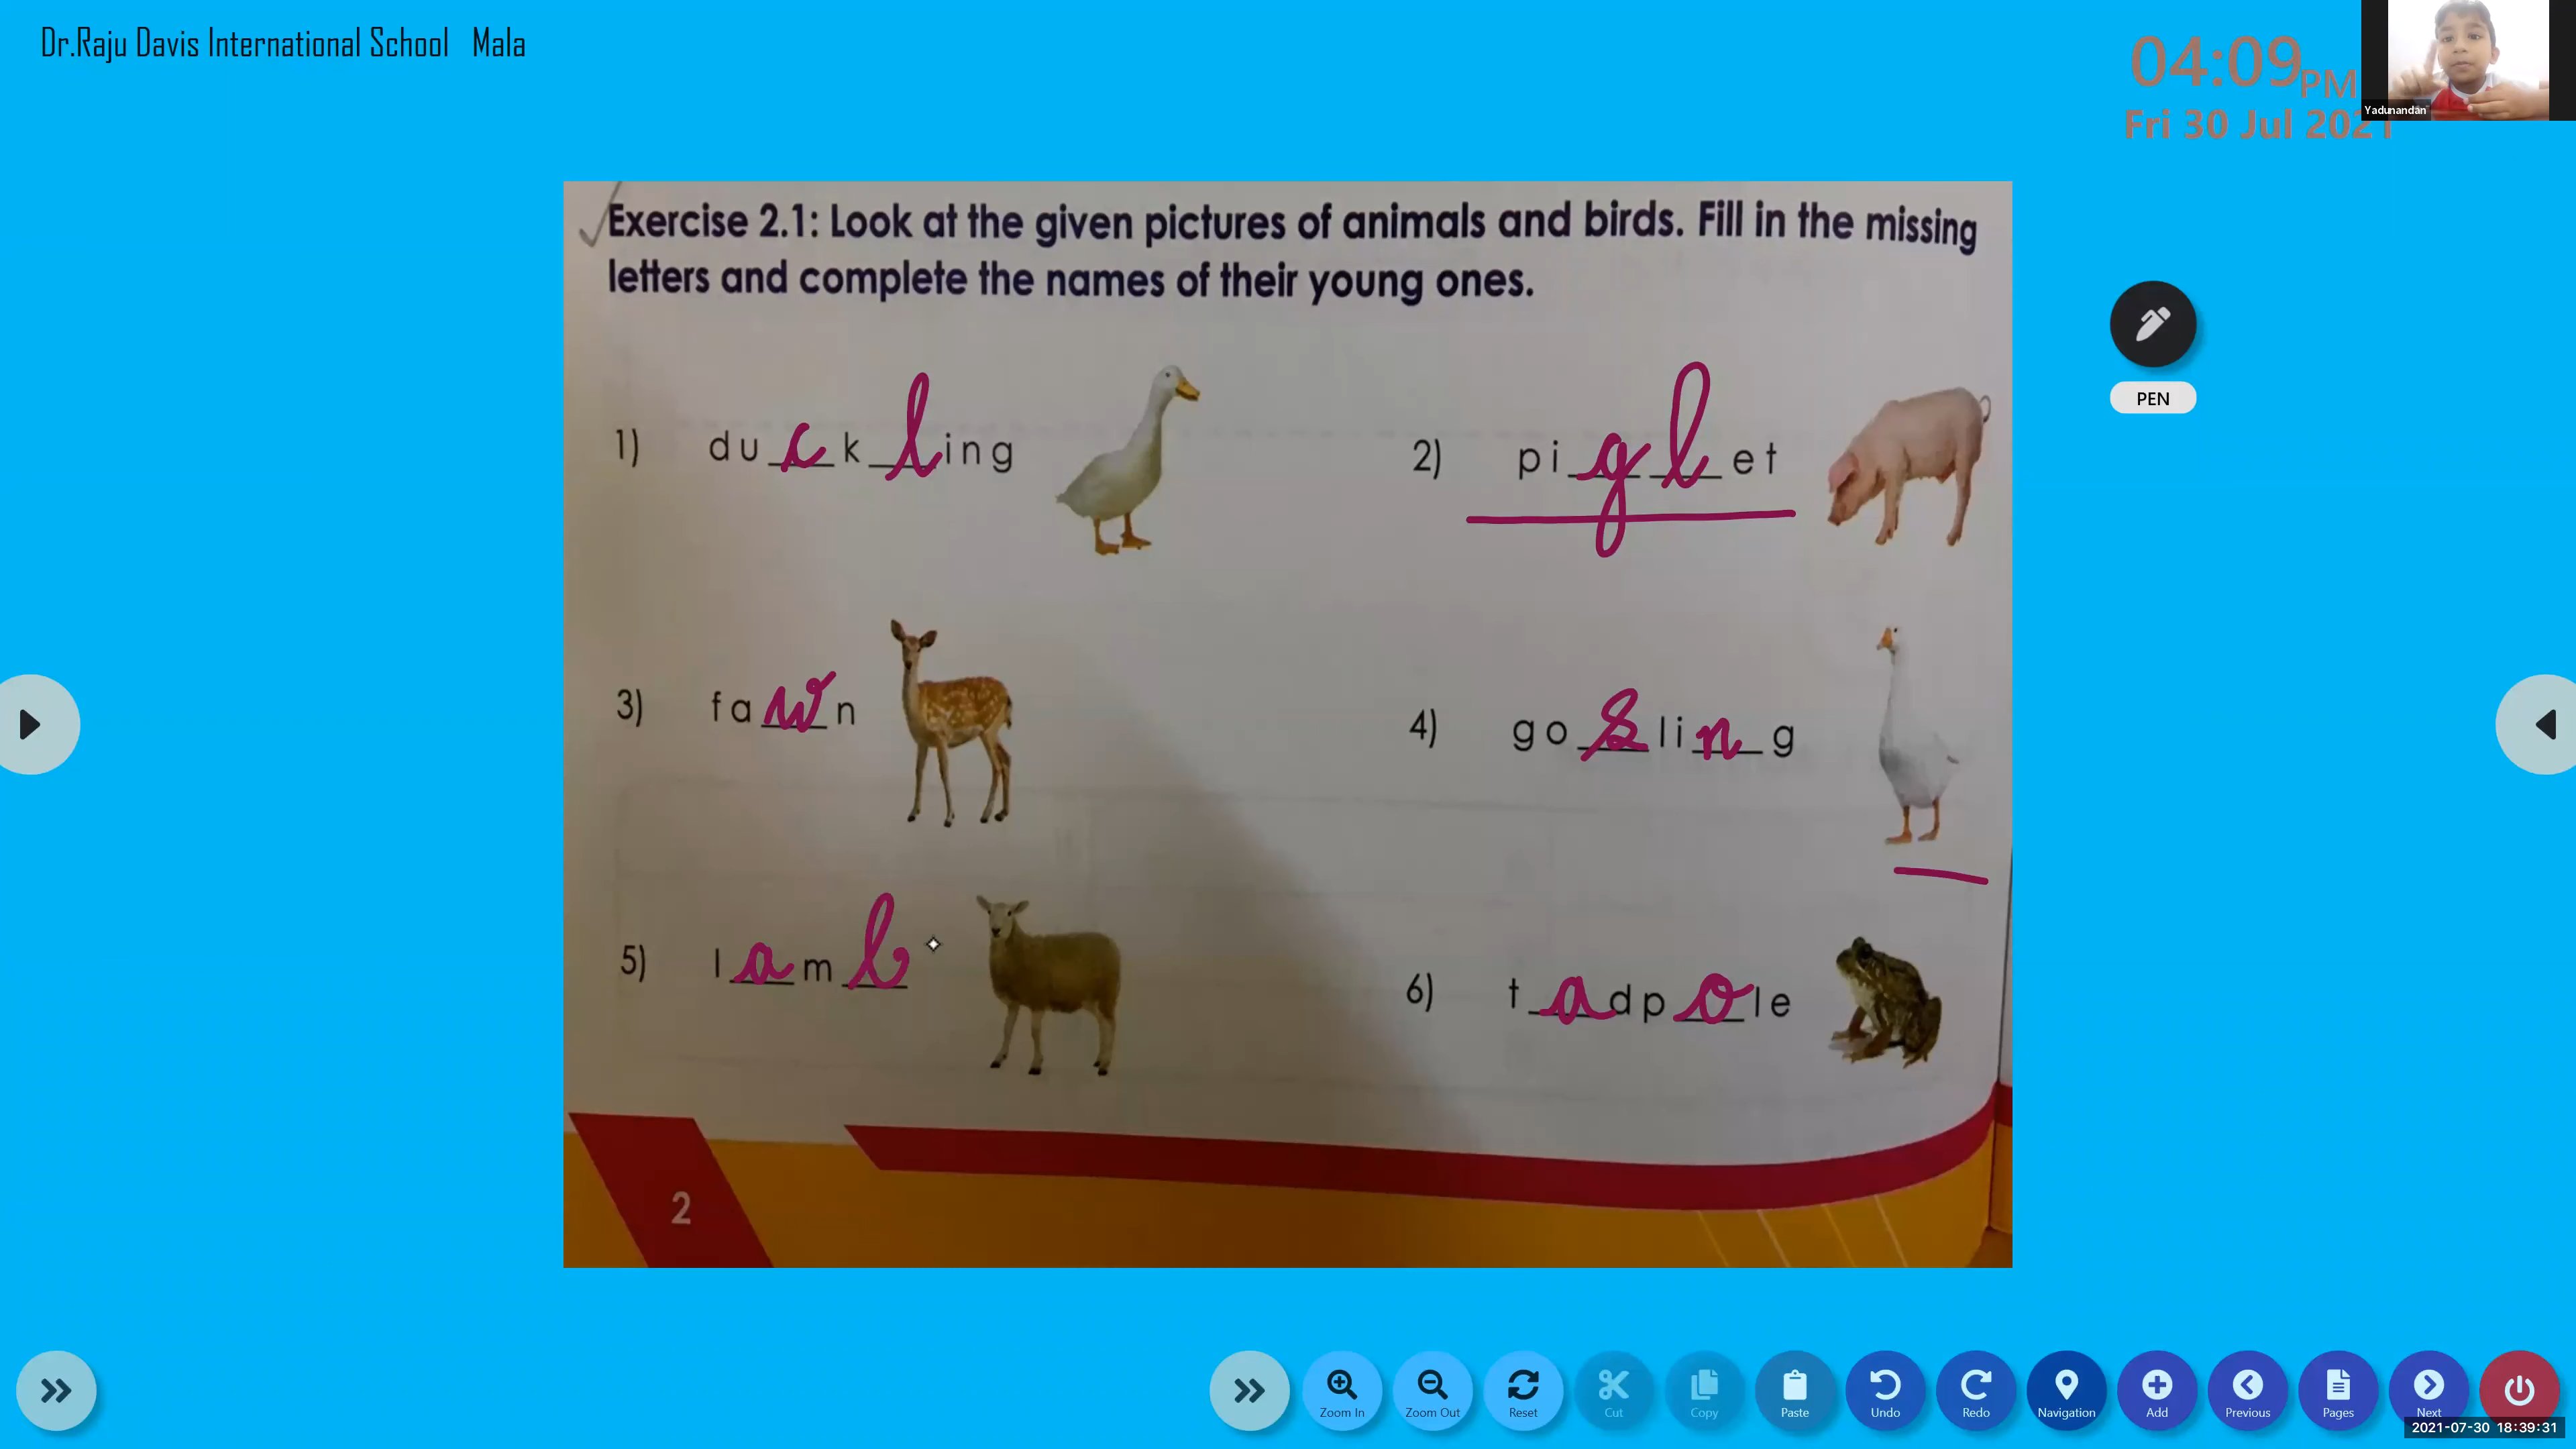 Dr.Raju Davis International School Mala
04:09PM
Fri 30 Jul 2021
Yadunandan
Exercise 2.1: Look at the given pictures of animals and birds. Fill in the missing
letters and complete the names of their young ones.
PEN
1) duckling
2) piglet
3) fawn
4) gosling
5) lamb
6) tadpole
2
Zoom In
Zoom Out
Reset
Cut
Copy
Paste
Undo
Redo
Navigation
Add
Previous
Pages
Next
2021-07-30 18:39:31